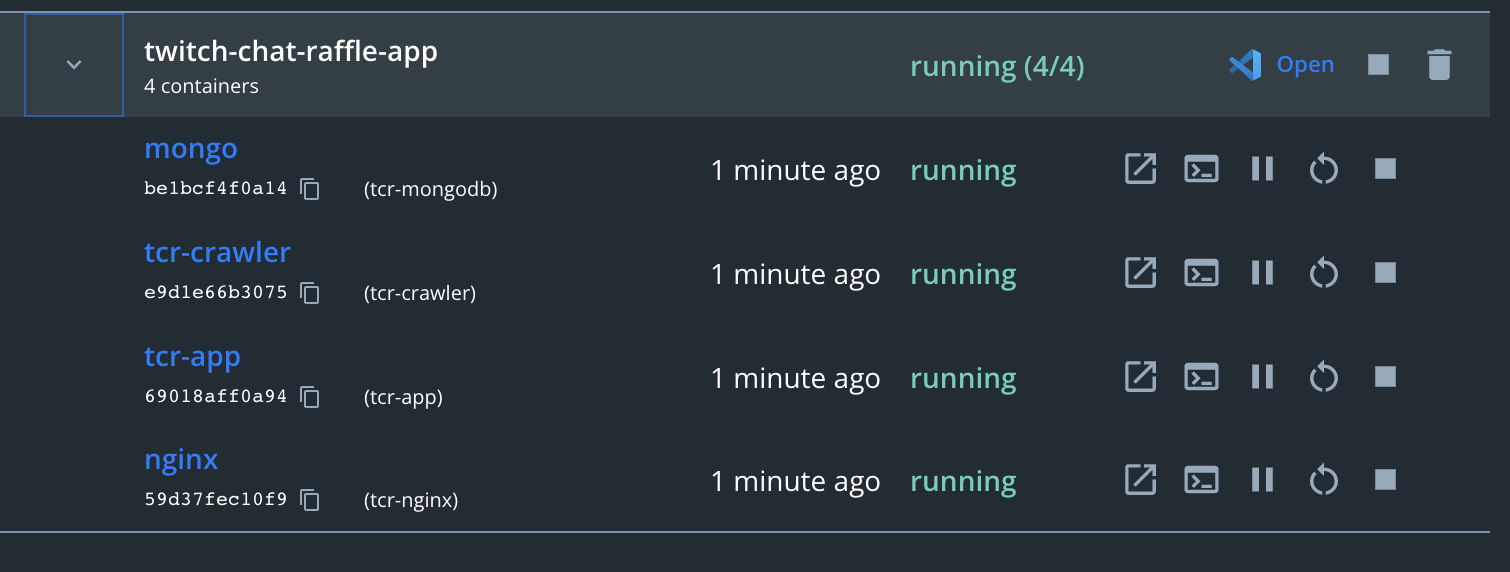 twitch-chat-raffle-app
4 containers
running (4/4)
Open
mongo
be1bcf4f0a14 (tcr-mongodb)
1 minute ago running
tcr-crawler
e9d1e66b3075 (tcr-crawler)
1 minute ago running
tcr-app
69018aff0a94 (tcr-app)
1 minute ago running
nginx
59d37fec10f9 (tcr-nginx)
1 minute ago running